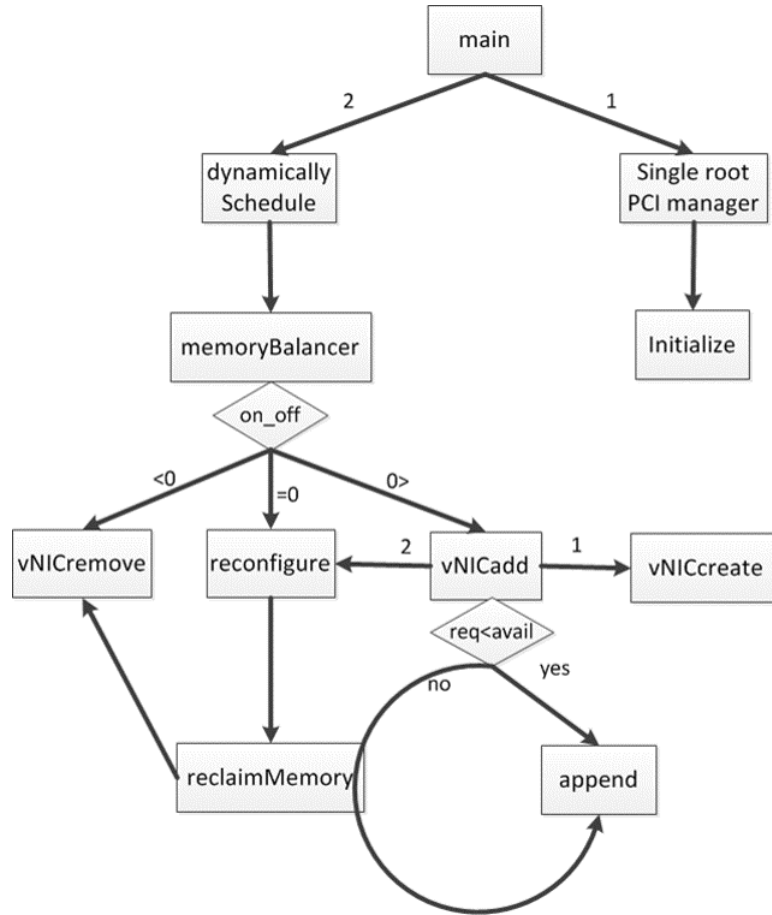 main
2
1
dynamically
Schedule
Single root
PCI manager
memoryBalancer
Initialize
on_off
<0
=0
0>
vNICremove
reconfigure
2
vNICadd
1
vNICcreate
req<avail
no
yes
reclaimMemory
append